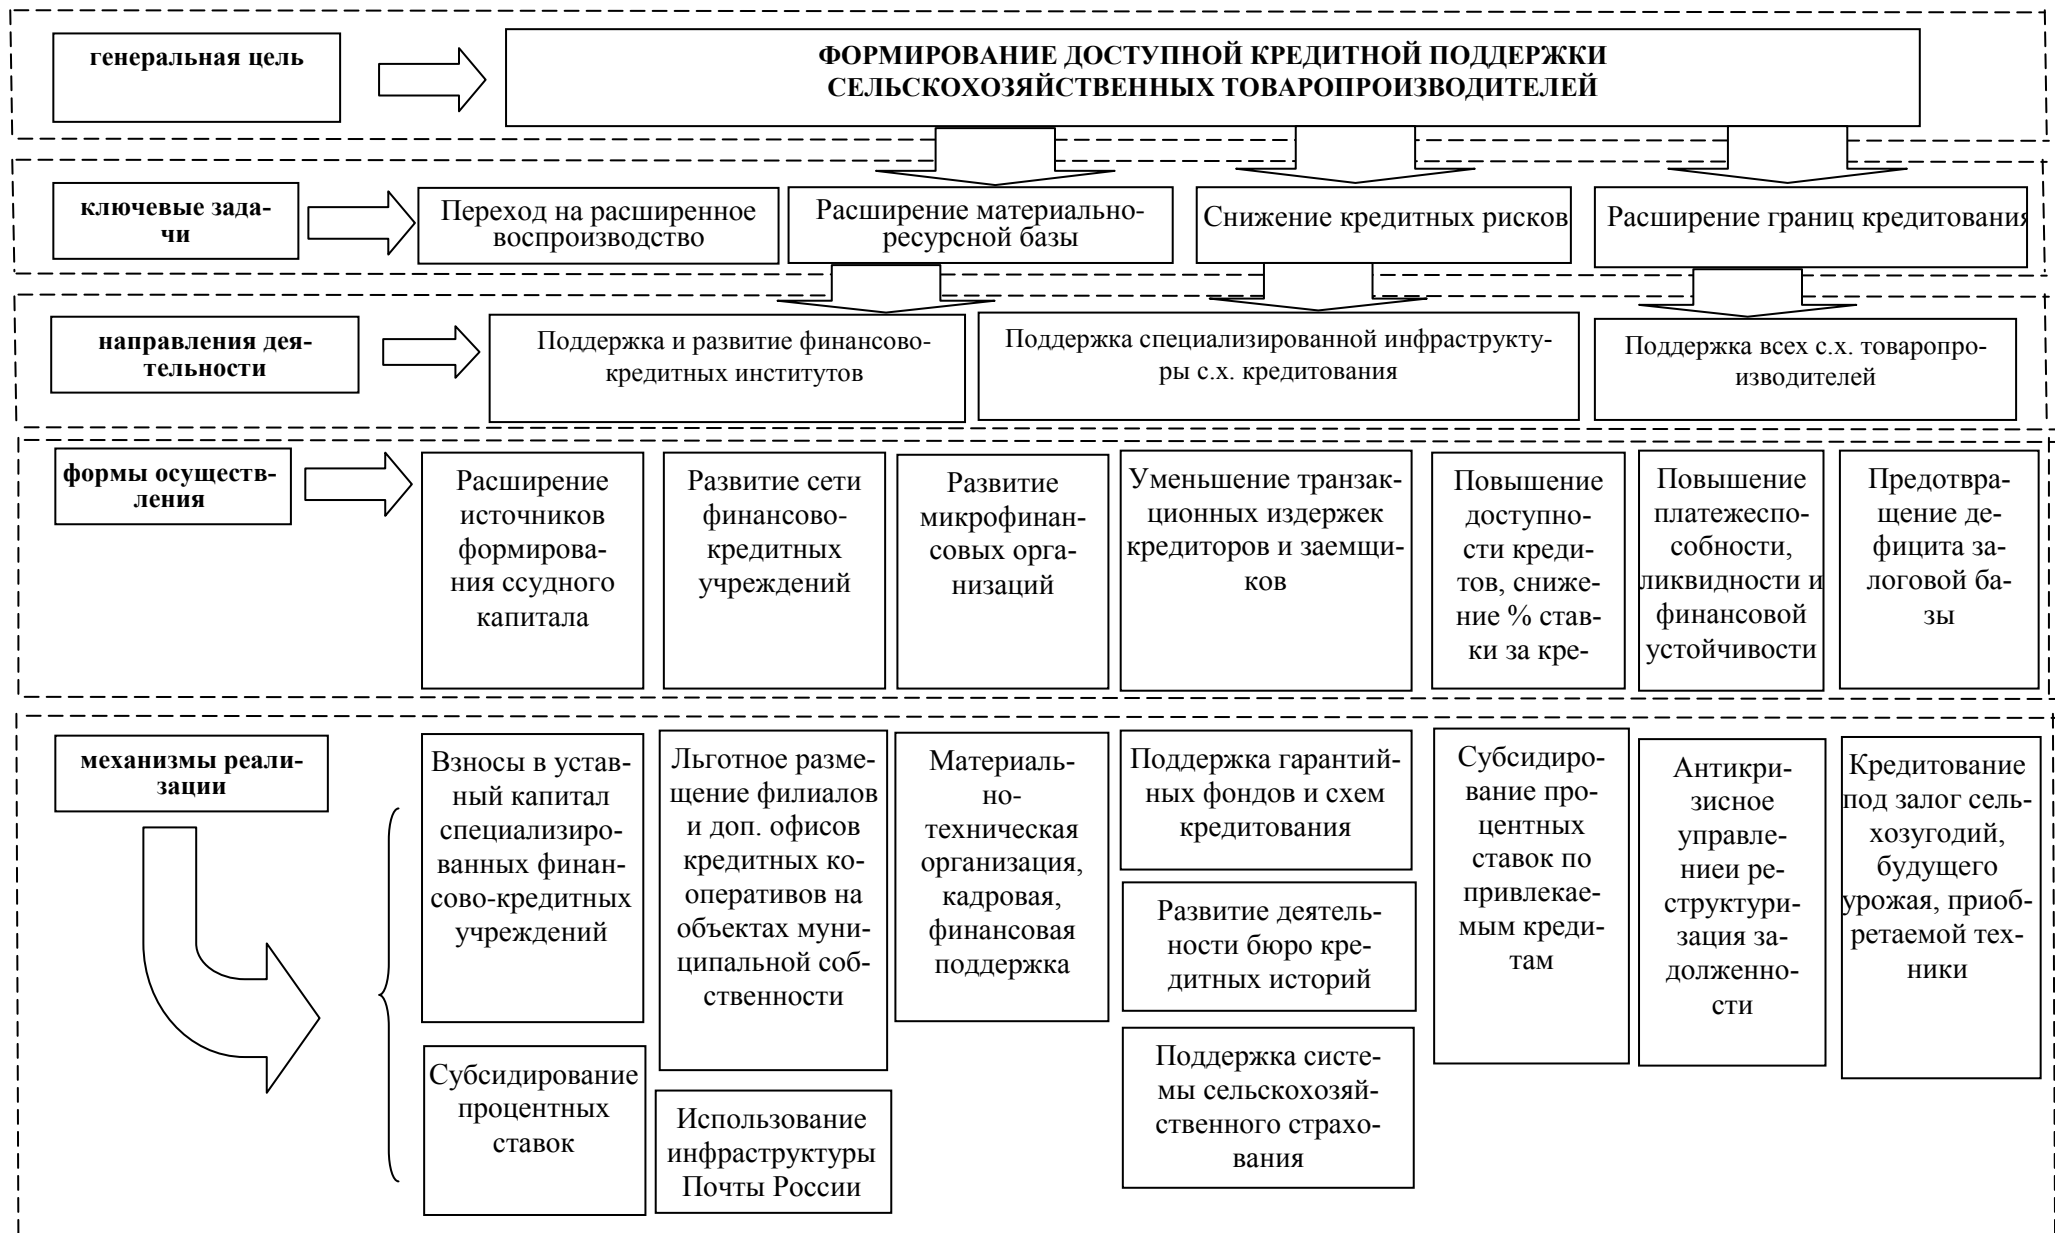 генеральная цель
ФОРМИРОВАНИЕ ДОСТУПНОЙ КРЕДИТНОЙ ПОДДЕРЖКИ
СЕЛЬСКОХОЗЯЙСТВЕННЫХ ТОВАРОПРОИЗВОДИТЕЛЕЙ
ключевые зада-
чи
Переход на расширенное
воспроизводство
Расширение материально-
ресурсной базы
Снижение кредитных рисков
Расширение границ кредитования
направления дея-
тельности
Поддержка и развитие финансово-
кредитных институтов
Поддержка специализированной инфраструкту-
ры с.х. кредитования
Поддержка всех с.х. товаропро-
изводителей
формы осуществ-
ления
Расширение
источников
формирова-
ния ссудного
капитала
Развитие сети
финансово-
кредитных
учреждений
Развитие
микрофинан-
совых орга-
низаций
Уменьшение транзак-
ционных издержек
кредиторов и заемщи-
ков
Повышение
доступно-
сти креди-
тов, сниже-
ние % став-
ки за кре-
Повышение
платежеспо-
собности,
ликвидности и
финансовой
устойчивости
Предотвра-
щение де-
фицита за-
логовой ба-
зы
механизмы реали-
зации
Взносы в устав-
ный капитал
специализиро-
ванных финан-
сово-кредитных
учреждений
Субсидирование
процентных
ставок
Льготное разме-
щение филиалов
и доп. офисов
кредитных ко-
оперативов на
объектах муни-
ципальной соб-
ственности
Использование
инфраструктуры
Почты России
Материаль-
но-
техническая
организация,
кадровая,
финансовая
поддержка
Поддержка гарантий-
ных фондов и схем
кредитования
Развитие деятель-
ности бюро кре-
дитных историй
Поддержка систе-
мы сельскохозяй-
ственного страхо-
вания
Субсидиро-
вание про-
центных
ставок по
привлекае-
мым креди-
там
Антикри-
зисное
управле-
ниеи ре-
структури-
зация за-
долженно-
сти
Кредитование
под залог сель-
хозугодий,
будущего
урожая, приоб-
ретаемой тех-
ники